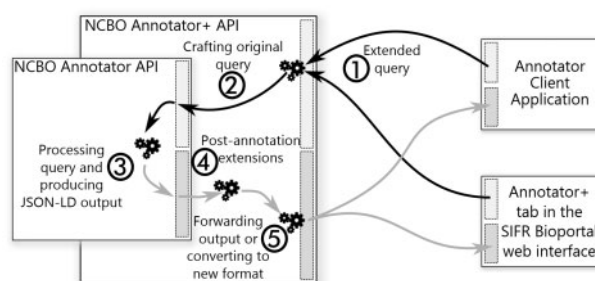 NCBO Annotator+ API
NCBO Annotator API
Crafting original
query
②
① Extended
query
Annotator
Client
Application
Processing
query and
producing
JSON-LD output
③
④ Post-annotation
extensions
Forwarding
output or
converting to
new format
⑤
Annotator+
tab in the
SIFR Bioportal
web interface